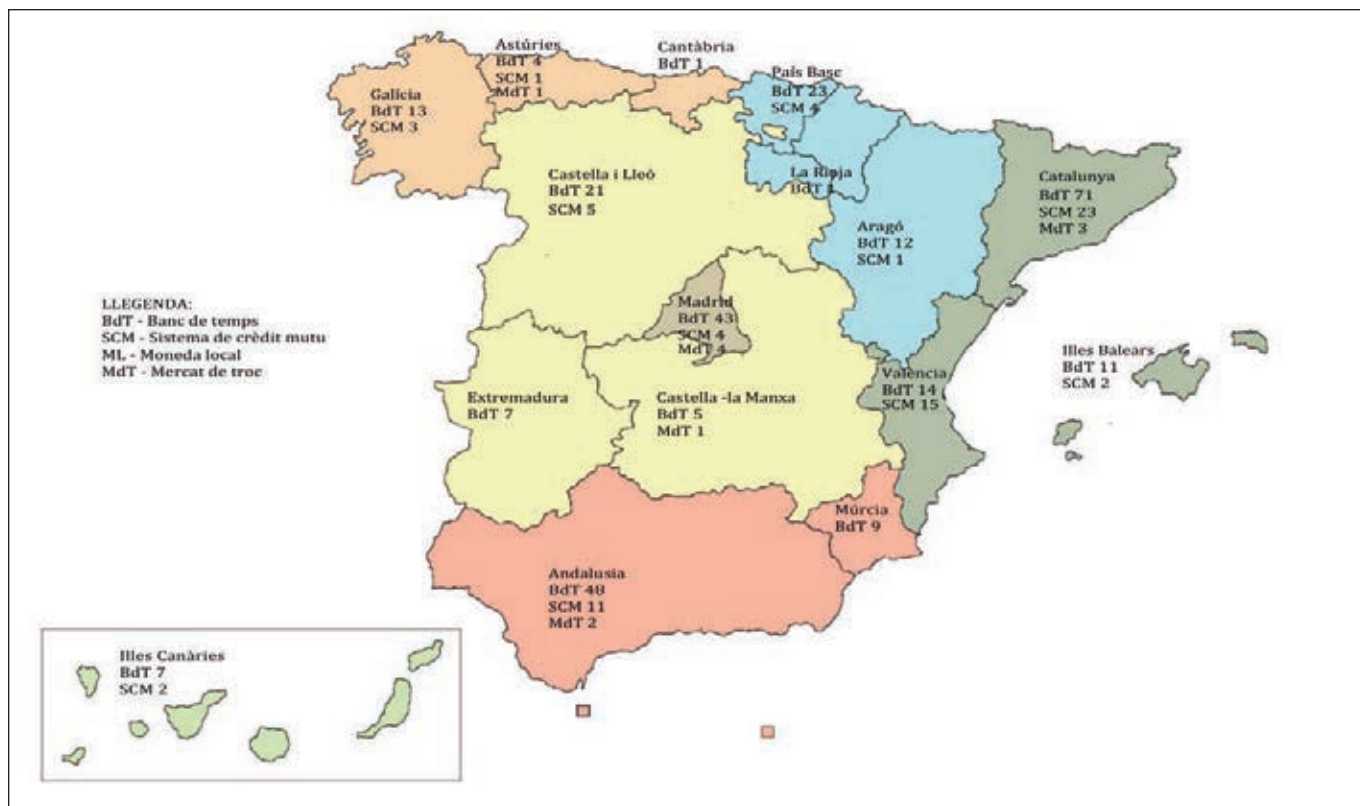 Astúries
BdT 4
SCM 1
MdT 1
Cantàbria
BdT 1
País Basc
BdT 23
SCM 4
Galícia
BdT 13
SCM 3
Castella i Lleó
BdT 21
SCM 5
La Rioja
BdT 1
Catalunya
BdT 71
SCM 23
MdT 3
Aragó
BdT 12
SCM 1
LLEGENDA:
BdT - Banc de temps
SCM - Sistema de crèdit mutu
ML - Moneda local
MdT - Mercat de troc
Madrid
BdT 43
SCM 4
MdT 4
Illes Balears
BdT 11
SCM 2
València
BdT 14
SCM 15
Extremadura
BdT 7
Castella -la Manxa
BdT 5
MdT 1
Múrcia
BdT 9
Andalusia
BdT 48
SCM 11
MdT 2
Illes Canàries
BdT 7
SCM 2